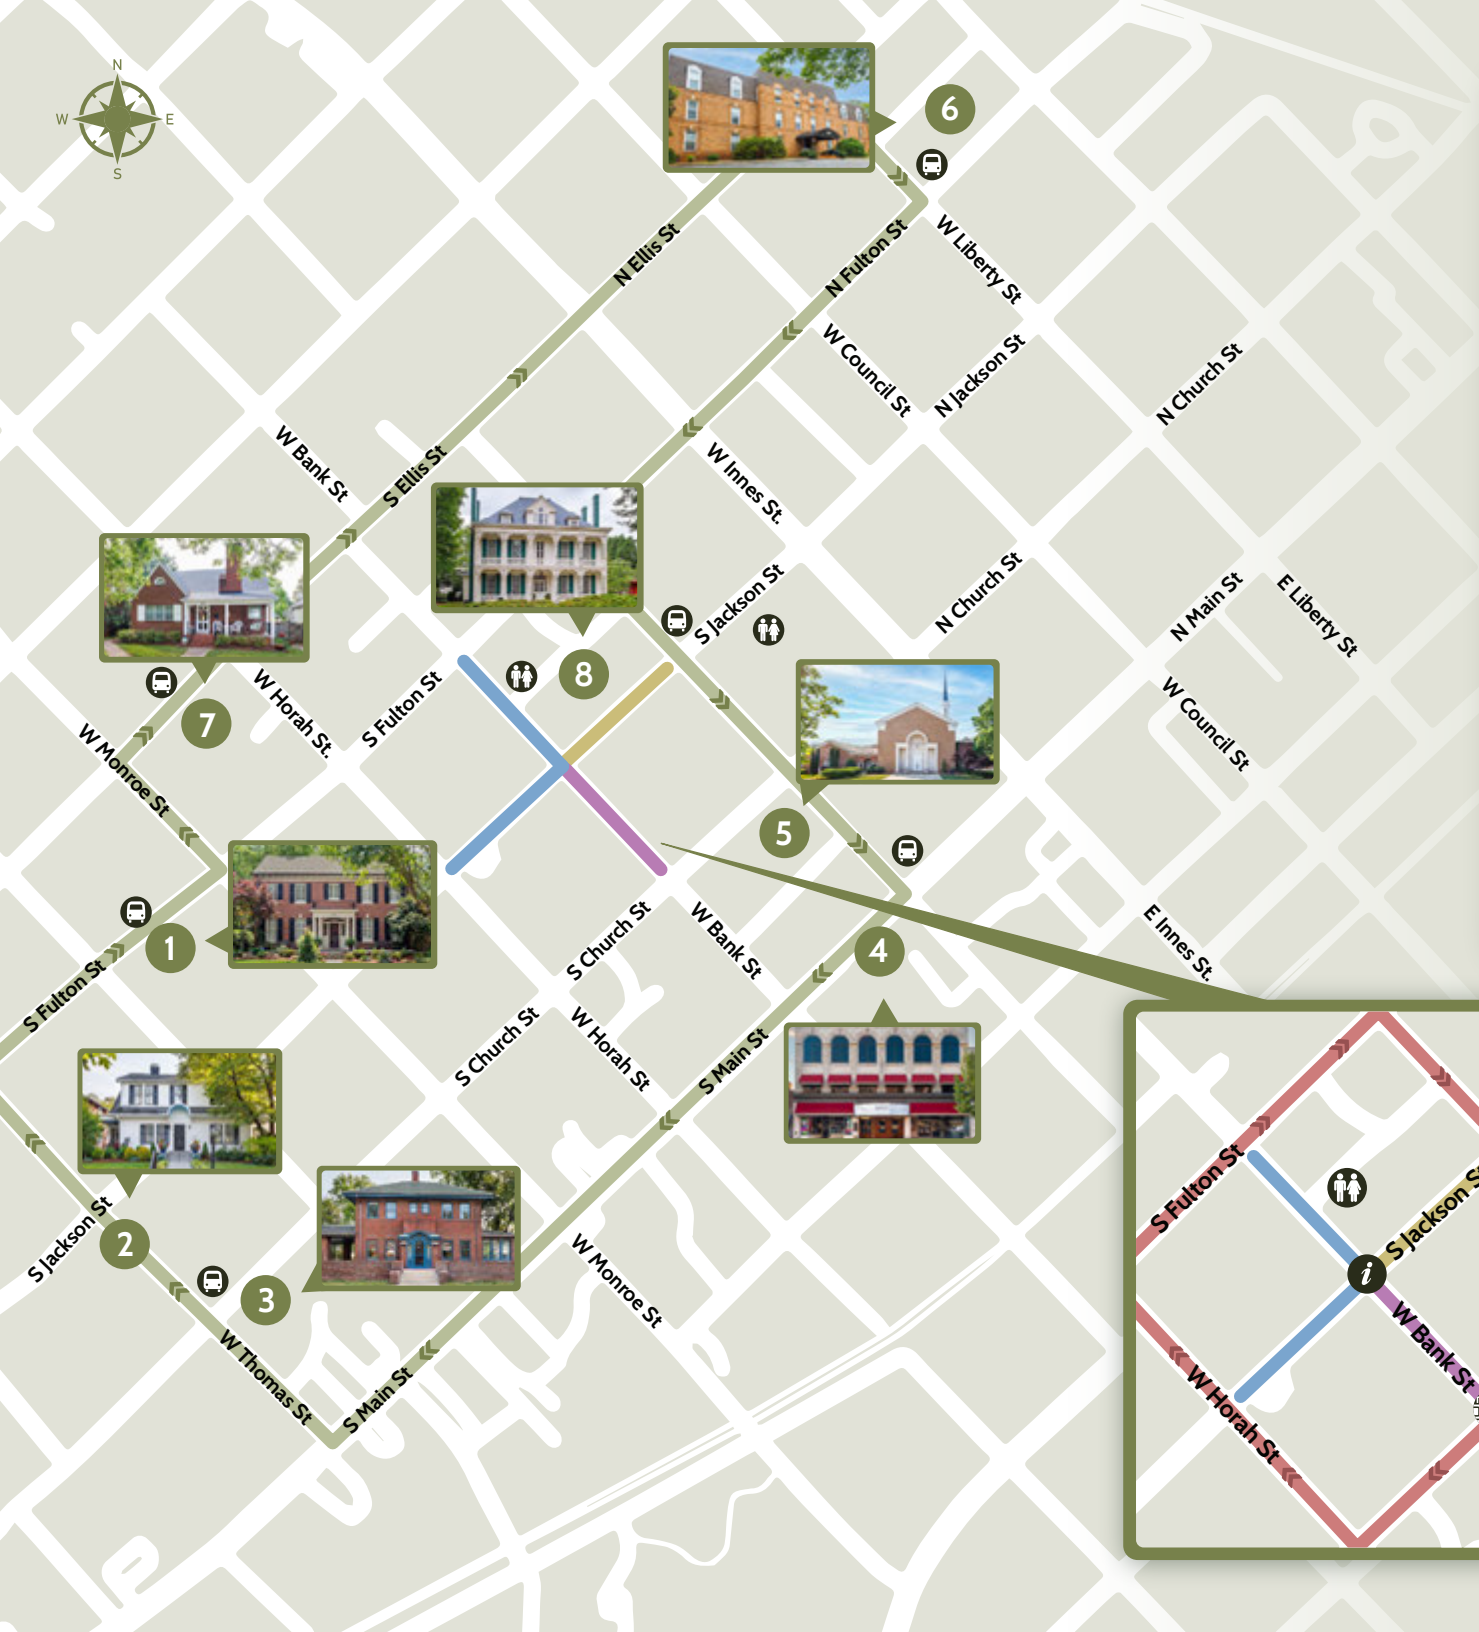 N
W E
S
6
N Ellis St
N Fulton St
W Liberty St
W Council St
N Jackson St
N Church St
W Bank St
S Ellis St
W Innes St.
S Jackson St
N Church St
N Main St
E Liberty St
8
W Horah St.
S Fulton St
7
W Monroe St
W Council St
5
1
S Fulton St
S Church St
W Bank St
4
E Innes St.
S Church St
W Horah St
S Main St
S Jackson St
2
3
W Monroe St
W Thomas St
S Main St
S Fulton St
S Jackson S
i
W Bank St
W Horah St